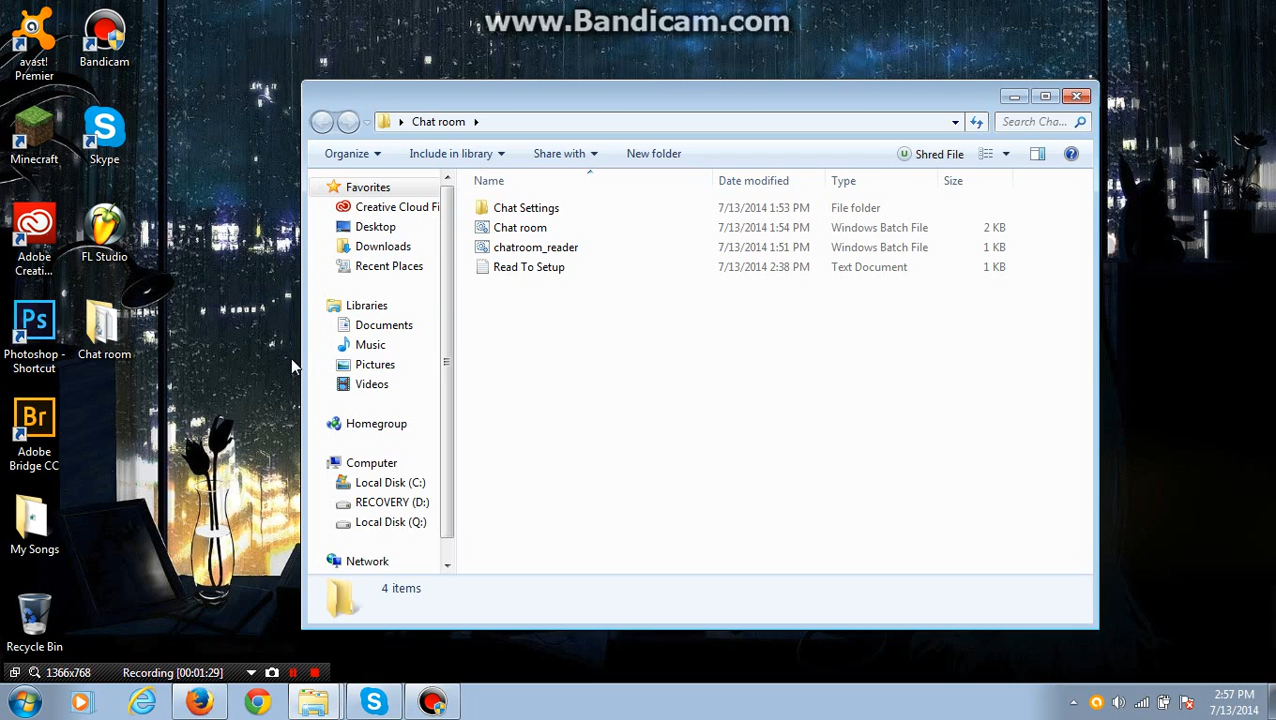 www.Bandicam.com
avast!
Premier
Bandicam
Minecraft
Skype
Adobe
Creati...
FL Studio
Photoshop -
Shortcut
Chat room
Adobe
Bridge CC
My Songs
Recycle Bin
Chat room
Search Cha...
Organize
Include in library
Share with
New folder
Shred File
Favorites
Creative Cloud Fi
Desktop
Downloads
Recent Places
Libraries
Documents
Music
Pictures
Videos
Homegroup
Computer
Local Disk (C:)
RECOVERY (D:)
Local Disk (Q:)
Network
Name Date modified Type Size
Chat Settings 7/13/2014 1:53 PM File folder
Chat room 7/13/2014 1:54 PM Windows Batch File 2 KB
chatroom_reader 7/13/2014 1:51 PM Windows Batch File 1 KB
Read To Setup 7/13/2014 2:38 PM Text Document 1 KB
4 items
1366x768 Recording [00:01:29]
2:57 PM
7/13/2014